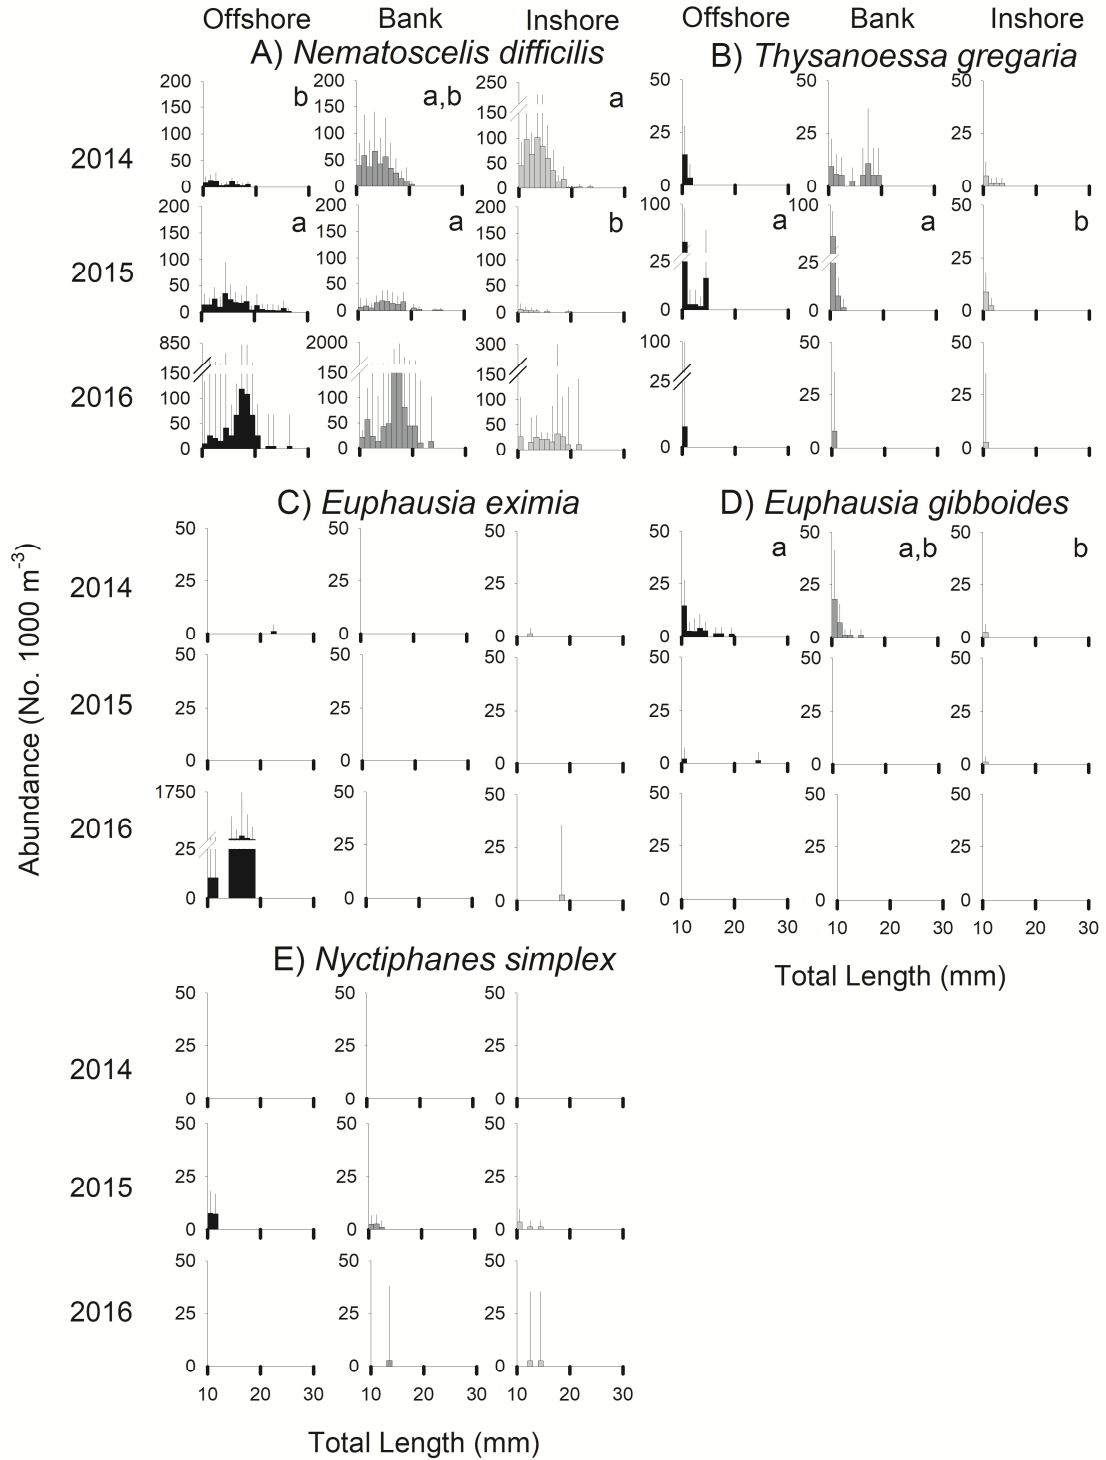 Offshore Bank Inshore Offshore Bank Inshore
A) Nematoscelis difficilis B) Thysanoessa gregaria
2014
200 150 100 50 0 b
200 150 100 50 0 a,b
250 150 100 50 0 a
50 25 0
50 25 0
50 25 0
2015
200 150 100 50 0 a
200 150 100 50 0 a
200 150 100 50 0 b
100 25 0 a
100 25 0 a
50 25 0 b
2016
850 150 100 50 0
2000 150 100 50 0
300 150 100 50 0
100 25 0
50 25 0
50 25 0
Abundance (No. 1000 m-3)
C) Euphausia eximia D) Euphausia gibboides
2014
50 25 0
50 25 0
50 25 0
50 25 0 a
50 25 0 a,b
50 25 0 b
2015
50 25 0
50 25 0
50 25 0
50 25 0
50 25 0
50 25 0
2016
1750 25 0
50 25 0
50 25 0
50 25 0
50 25 0
50 25 0
10 20 30 10 20 30 10 20 30
Total Length (mm)
E) Nyctiphanes simplex
2014
50 25 0
50 25 0
50 25 0
2015
50 25 0
50 25 0
50 25 0
2016
50 25 0
50 25 0
50 25 0
10 20 30 10 20 30 10 20 30
Total Length (mm)